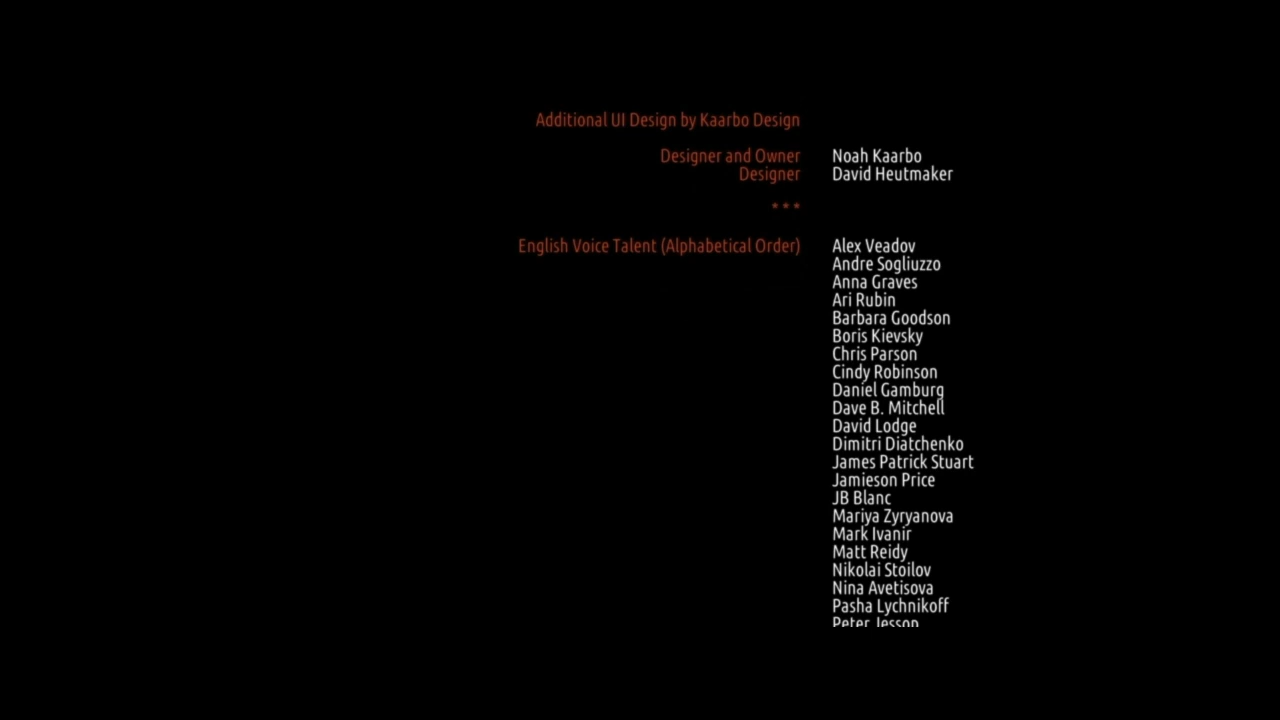 Additional UI Design by Kaarbo Design
Designer and Owner Noah Kaarbo
Designer David Heutmaker
* * *
English Voice Talent (Alphabetical Order) Alex Veadov
Andre Sogliuzzo
Anna Graves
Ari Rubin
Barbara Goodson
Boris Kievsky
Chris Parson
Cindy Robinson
Daniel Gamburg
Dave B. Mitchell
David Lodge
Dimitri Diatchenko
James Patrick Stuart
Jamieson Price
JB Blanc
Mariya Zyryanova
Mark Ivanir
Matt Reidy
Nikolai Stoilov
Nina Avetisova
Pasha Lychnikoff
Peter Jessop